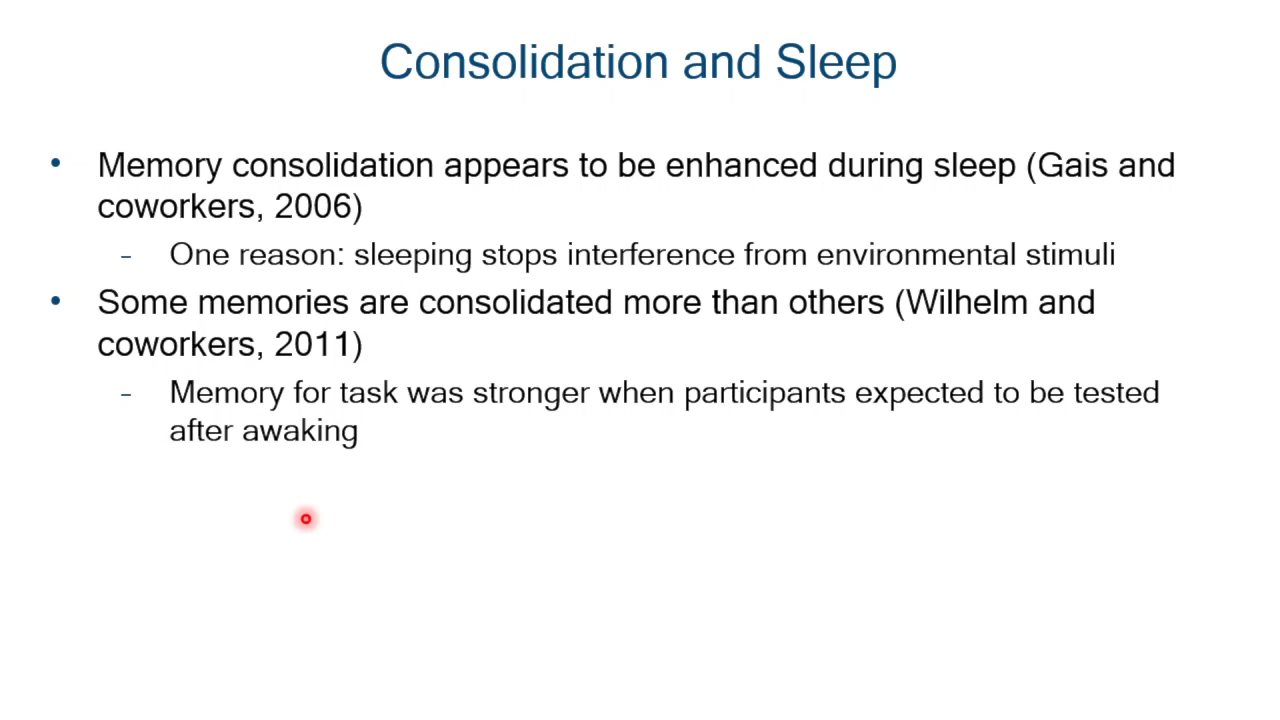 Consolidation and Sleep
• Memory consolidation appears to be enhanced during sleep (Gais and
coworkers, 2006)
– One reason: sleeping stops interference from environmental stimuli
• Some memories are consolidated more than others (Wilhelm and
coworkers, 2011)
– Memory for task was stronger when participants expected to be tested
after awaking